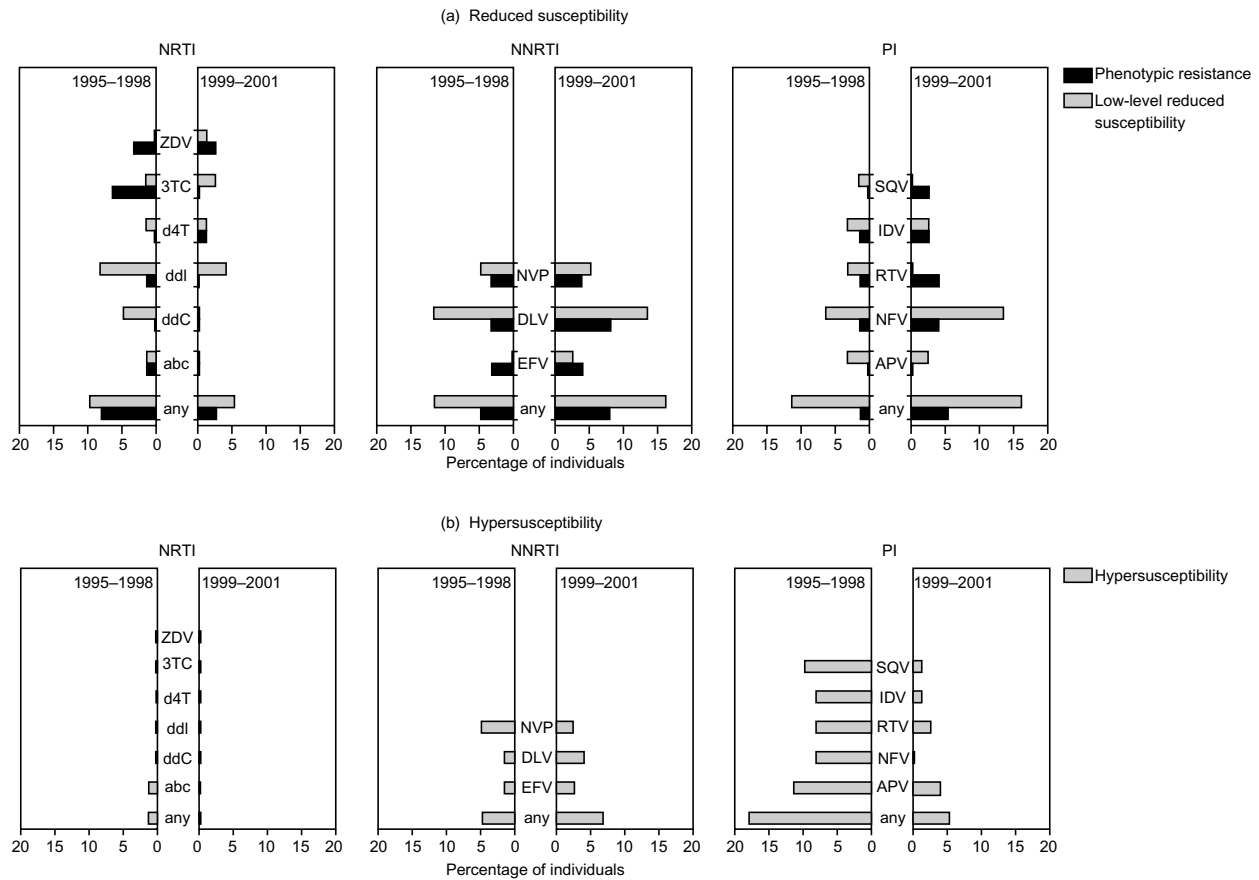 (a) Reduced susceptibility
NRTI
NNRTI
PI
1995–1998
1999–2001
1995–1998
1999–2001
1995–1998
1999–2001
Phenotypic resistance
Low-level reduced
susceptibility
ZDV
3TC
d4T
ddI
ddC
abc
any
NVP
DLV
EFV
any
SQV
IDV
RTV
NFV
APV
any
20 15 10 5 0 0 5 10 15 20
20 15 10 5 0 0 5 10 15 20
20 15 10 5 0 0 5 10 15 20
Percentage of individuals
(b) Hypersusceptibility
NRTI
NNRTI
PI
1995–1998
1999–2001
1995–1998
1999–2001
1995–1998
1999–2001
Hypersusceptibility
ZDV
3TC
d4T
ddI
ddC
abc
any
NVP
DLV
EFV
any
SQV
IDV
RTV
NFV
APV
any
20 15 10 5 0 0 5 10 15 20
20 15 10 5 0 0 5 10 15 20
20 15 10 5 0 0 5 10 15 20
Percentage of individuals